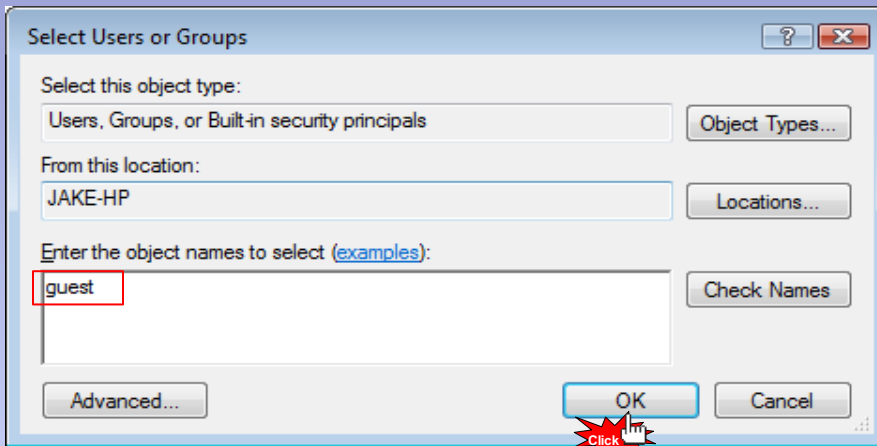 Select Users or Groups
Select this object type:
Users, Groups, or Built-in security principals
Object Types...
From this location:
JAKE-HP
Locations...
Enter the object names to select (examples):
guest
Check Names
Advanced...
OK
Cancel
Click